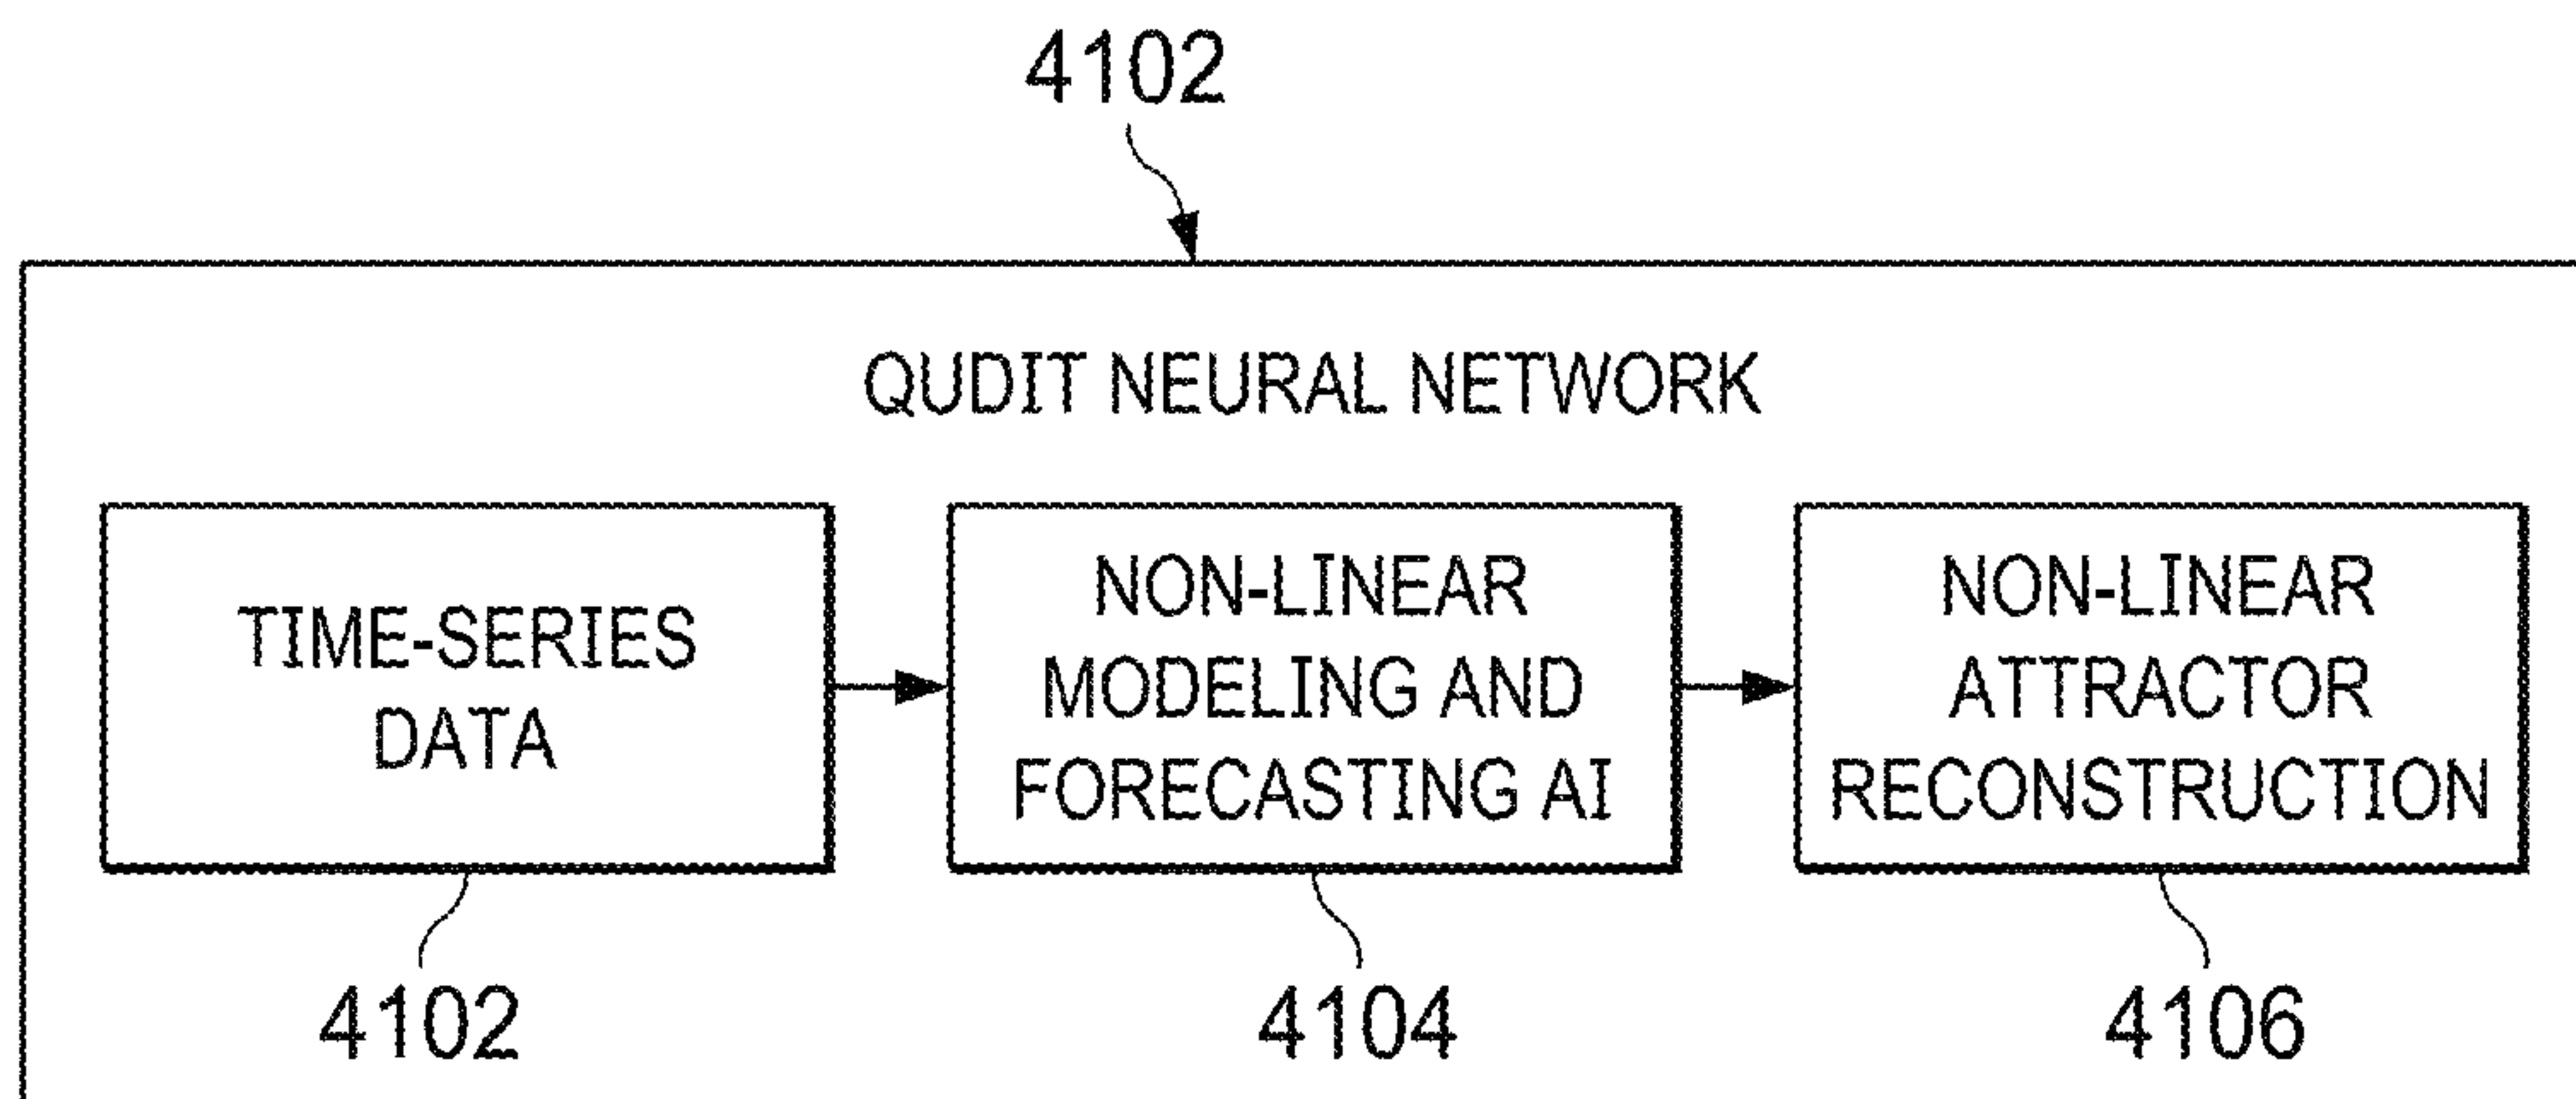 4102
QUDIT NEURAL NETWORK
TIME-SERIES
DATA
NON-LINEAR
MODELING AND
FORECASTING AI
NON-LINEAR
ATTRACTOR
RECONSTRUCTION
4102
4104
4106